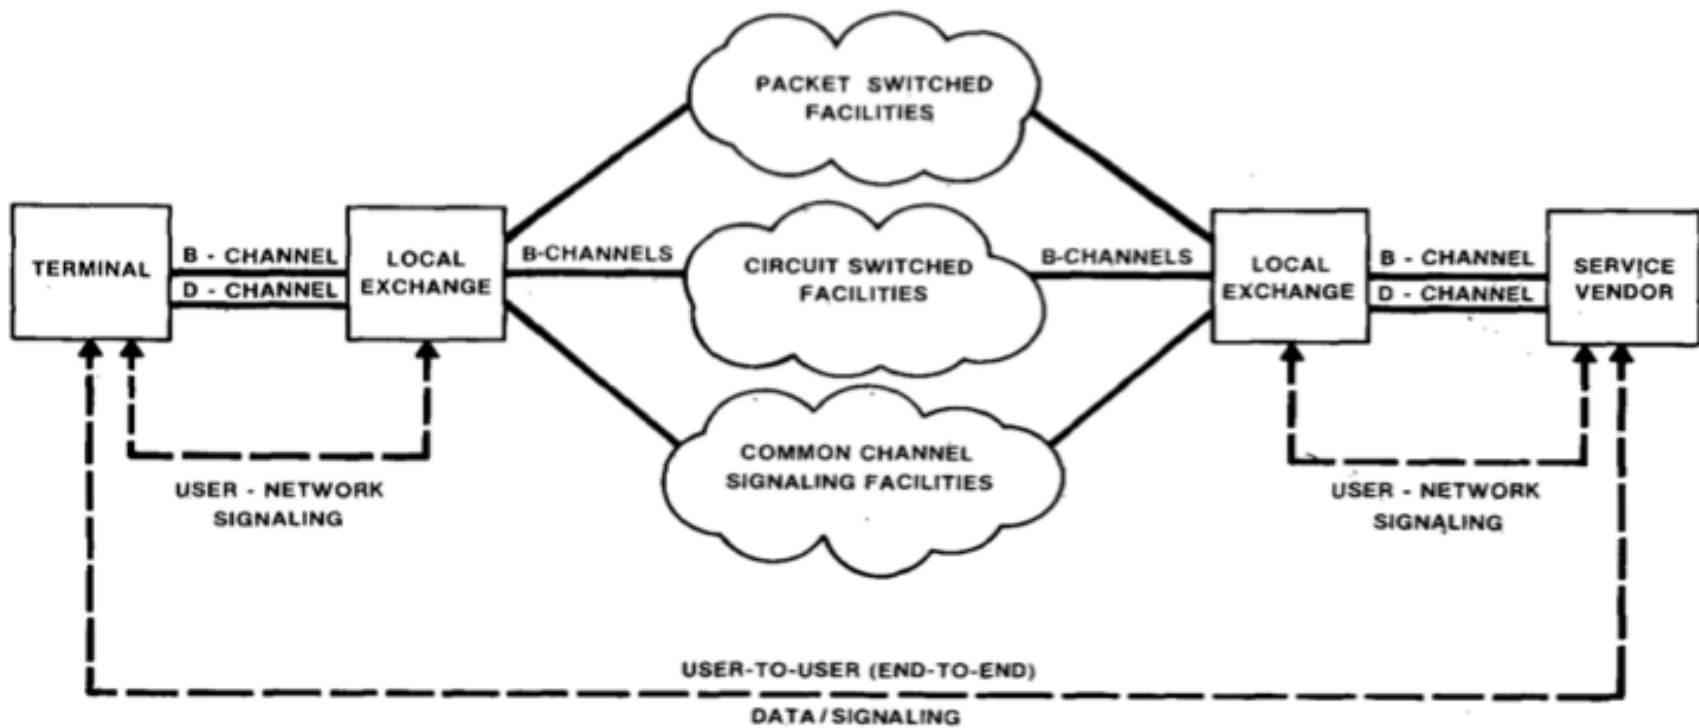 PACKET SWITCHED
FACILITIES
TERMINAL
B - CHANNEL
D - CHANNEL
LOCAL
EXCHANGE
B-CHANNELS
CIRCUIT SWITCHED
FACILITIES
B-CHANNELS
LOCAL
EXCHANGE
B - CHANNEL
D - CHANNEL
SERVICE
VENDOR
COMMON CHANNEL
SIGNALING FACILITIES
USER - NETWORK
SIGNALING
USER - NETWORK
SIGNALING
USER-TO-USER (END-TO-END)
DATA/SIGNALING